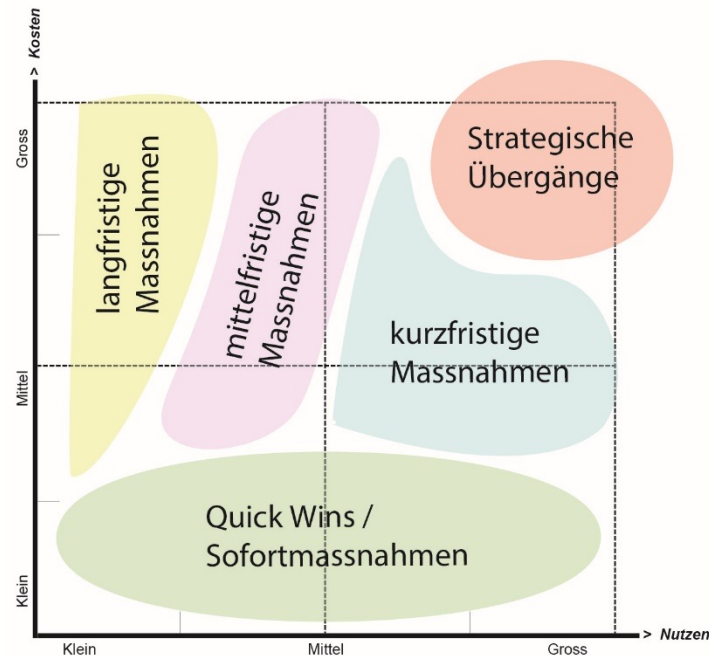 > Kosten
Gross
Mittel
Klein
langfristige
Massnahmen
mittelfristige
Massnahmen
Strategische
Übergänge
kurzfristige
Massnahmen
Quick Wins /
Sofortmassnahmen
Klein
Mittel
Gross
> Nutzen